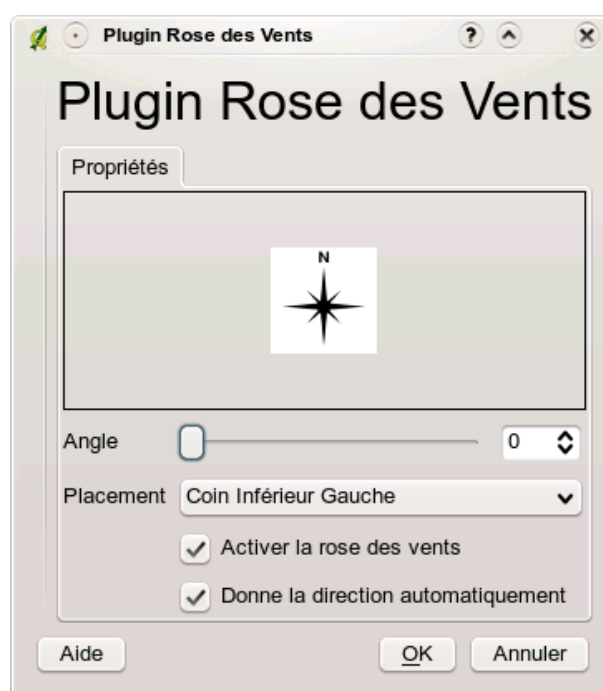 Plugin Rose des Vents
Plugin Rose des Vents
Propriétés
N
Angle 0
Placement Coin Inférieur Gauche
Activer la rose des vents
Donne la direction automatiquement
Aide OK Annuler